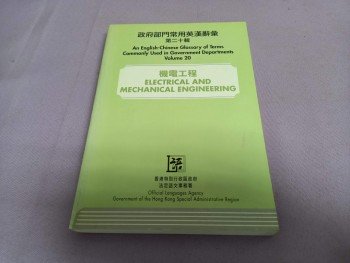 政府部門常用英漢辭彙
第二十輯
An English-Chinese Glossary of Terms
Commonly Used in Government Departments
Volume 20
機電工程
ELECTRICAL AND
MECHANICAL ENGINEERING
香港特別行政區政府
法定語文事務署
Official Languages Agency
Government of the Hong Kong Special Administrative Region